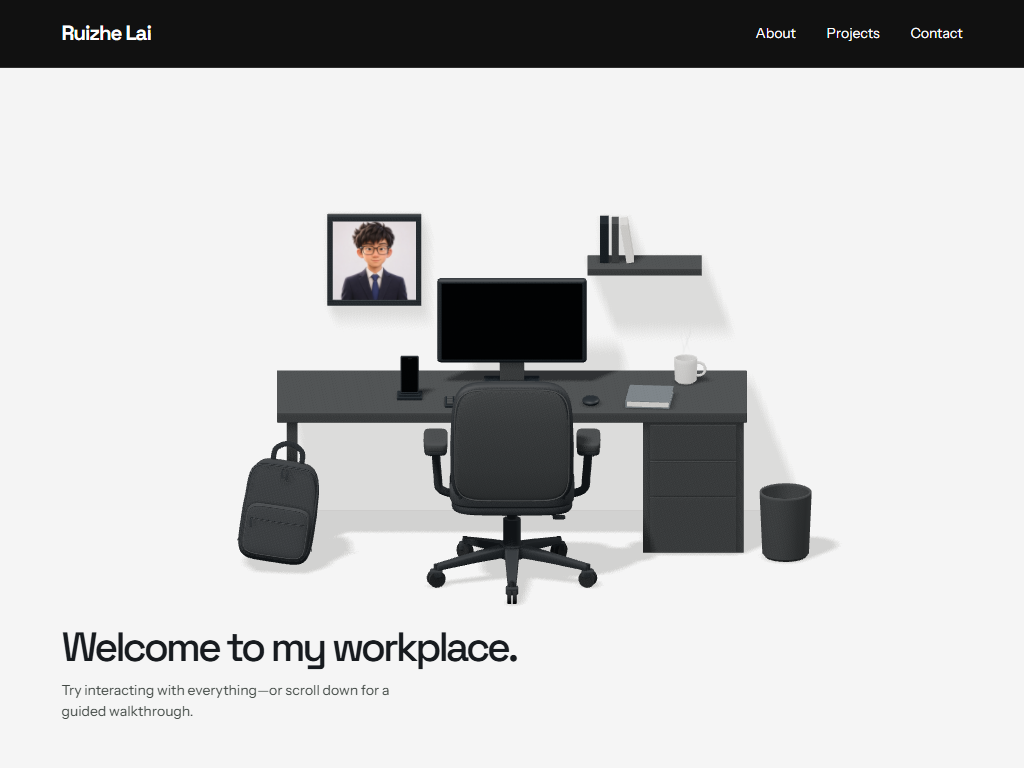 Ruizhe Lai
About Projects Contact
Welcome to my workplace.
Try interacting with everything—or scroll down for a
guided walkthrough.